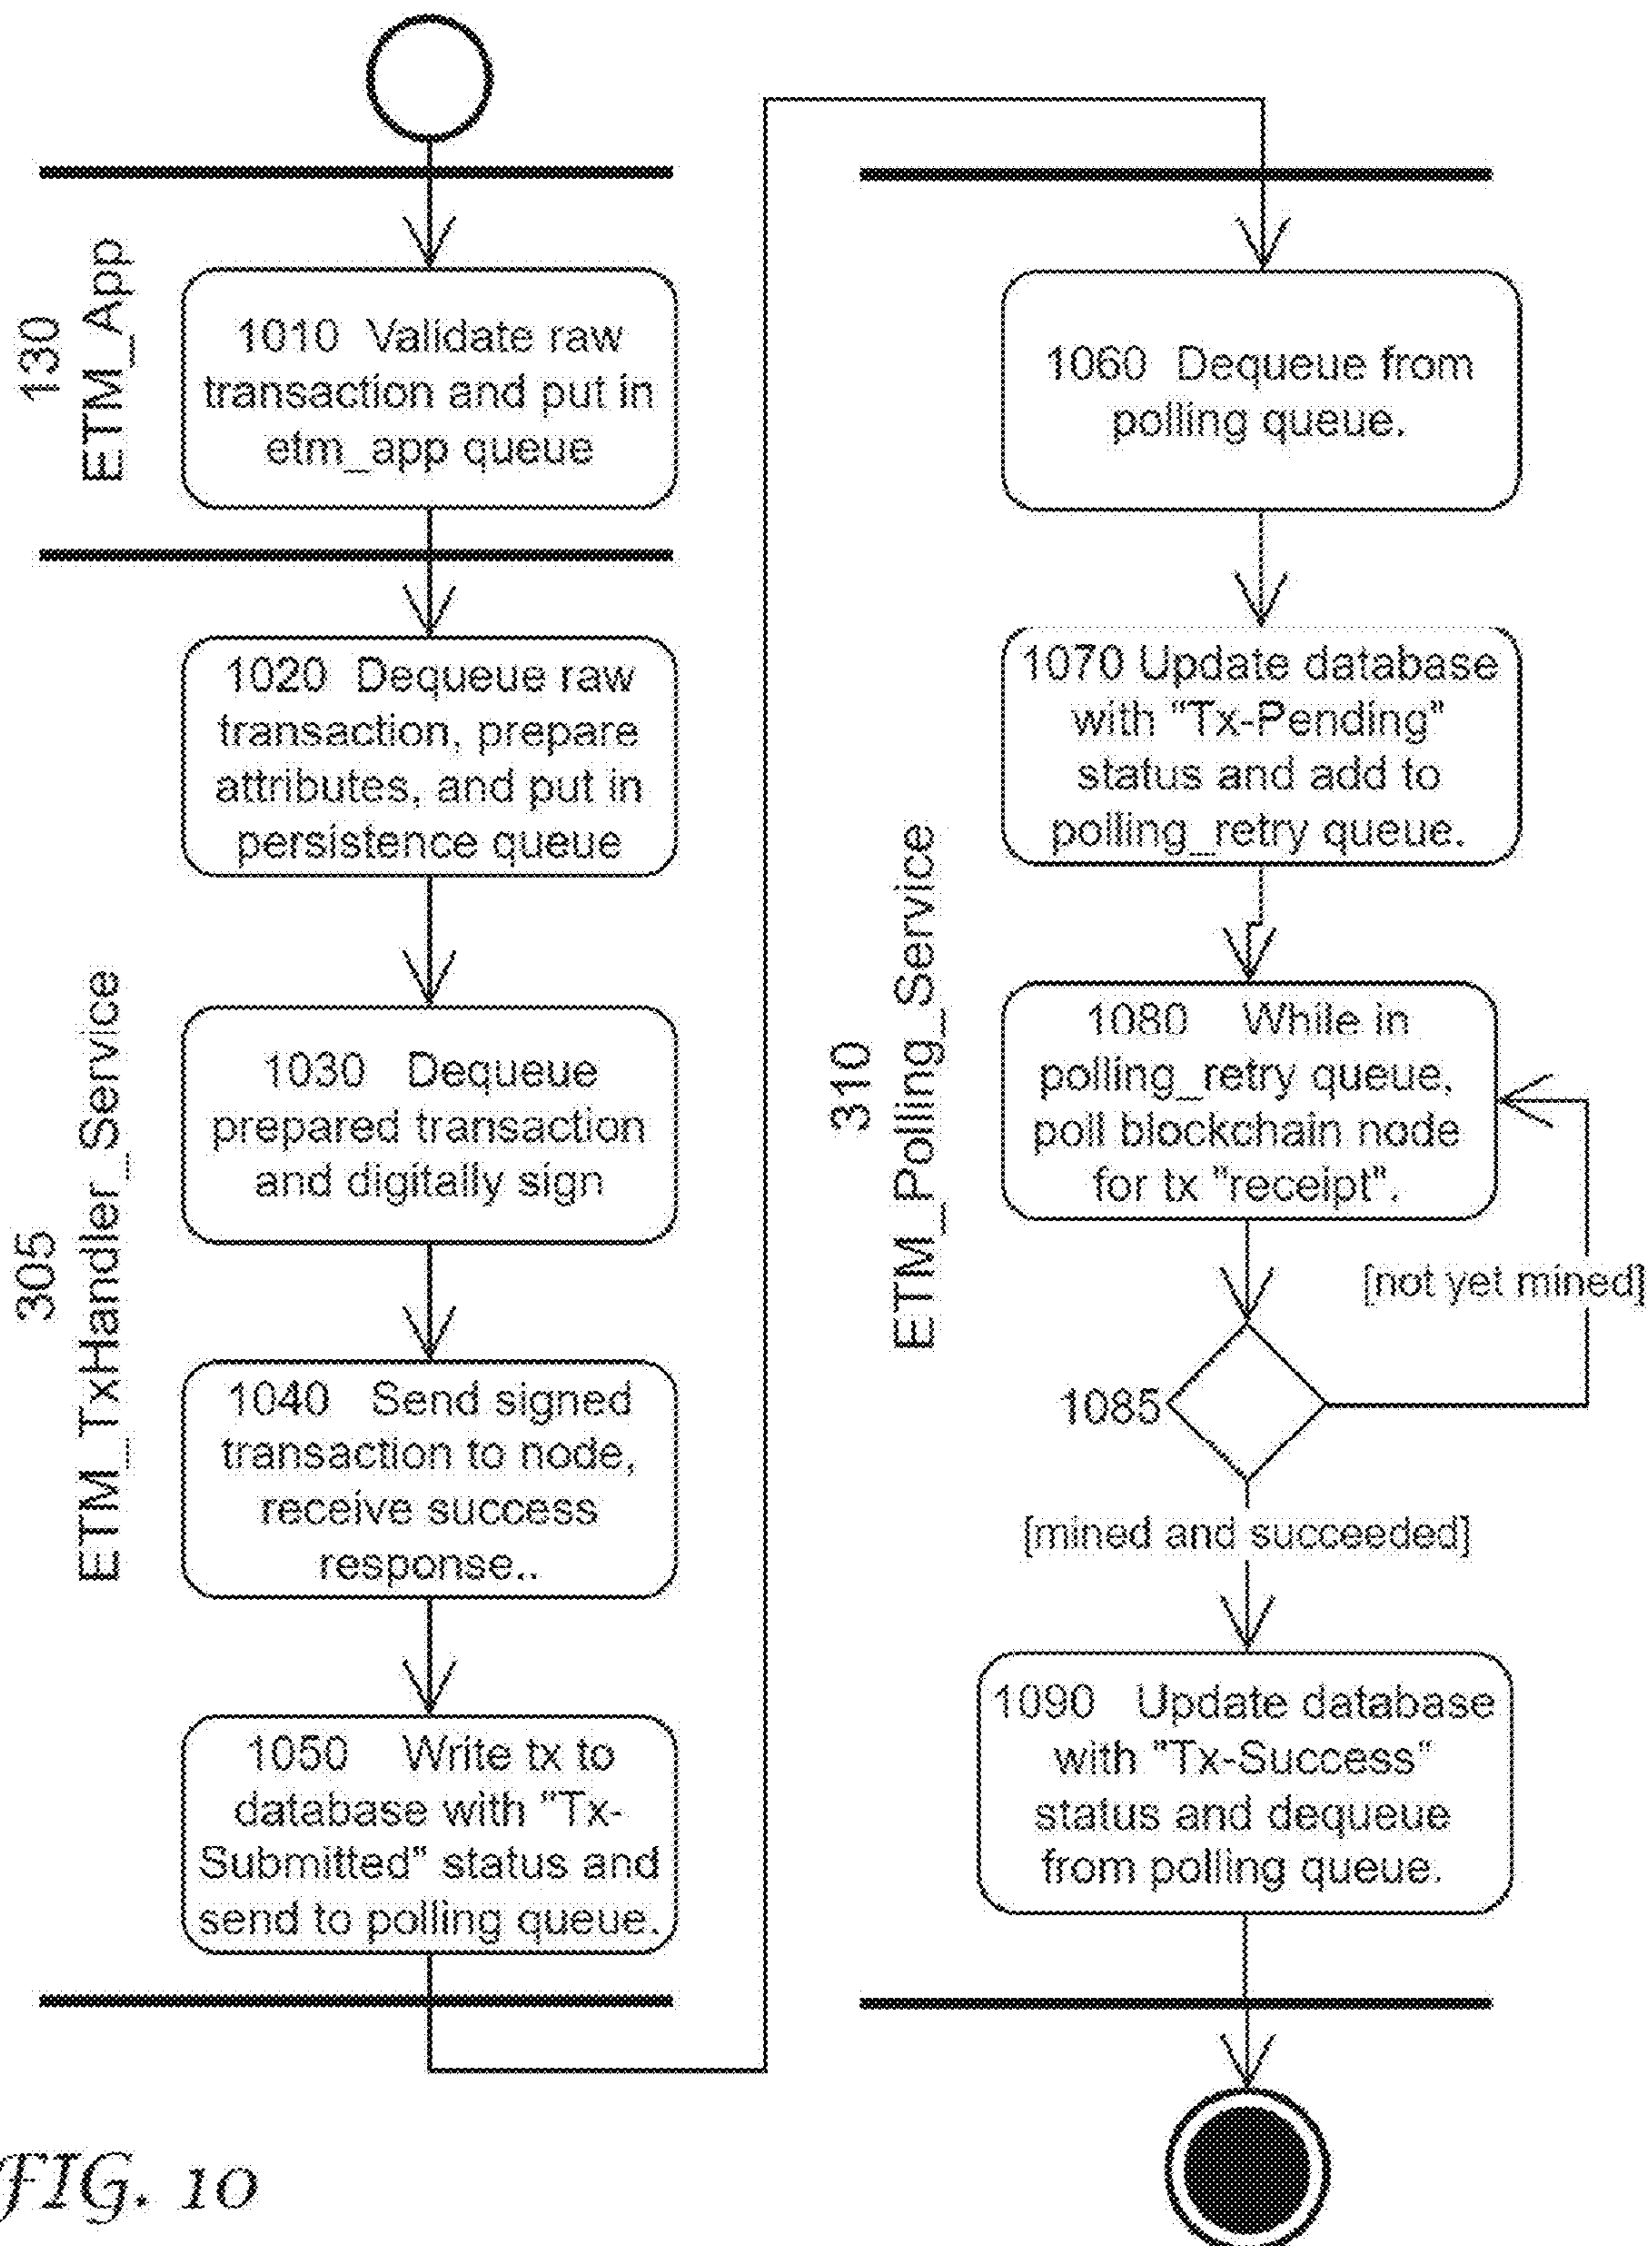 130
ETM_App
1010 Validate raw
transaction and put in
etm_app queue
305
ETM_TxHandler_Service
1020 Dequeue raw
transaction, prepare
attributes, and put in
persistence queue
1030 Dequeue
prepared transaction
and digitally sign
1040 Send signed
transaction to node,
receive success
response..
1050 Write tx to
database with "Tx-
Submitted" status and
send to polling queue.
310
ETM_Polling_Service
1060 Dequeue from
polling queue.
1070 Update database
with "Tx-Pending"
status and add to
polling_retry queue.
1080 While in
polling_retry queue,
poll blockchain node
for tx "receipt".
[not yet mined]
1085
[mined and succeeded]
1090 Update database
with "Tx-Success"
status and dequeue
from polling queue.
FIG. 10